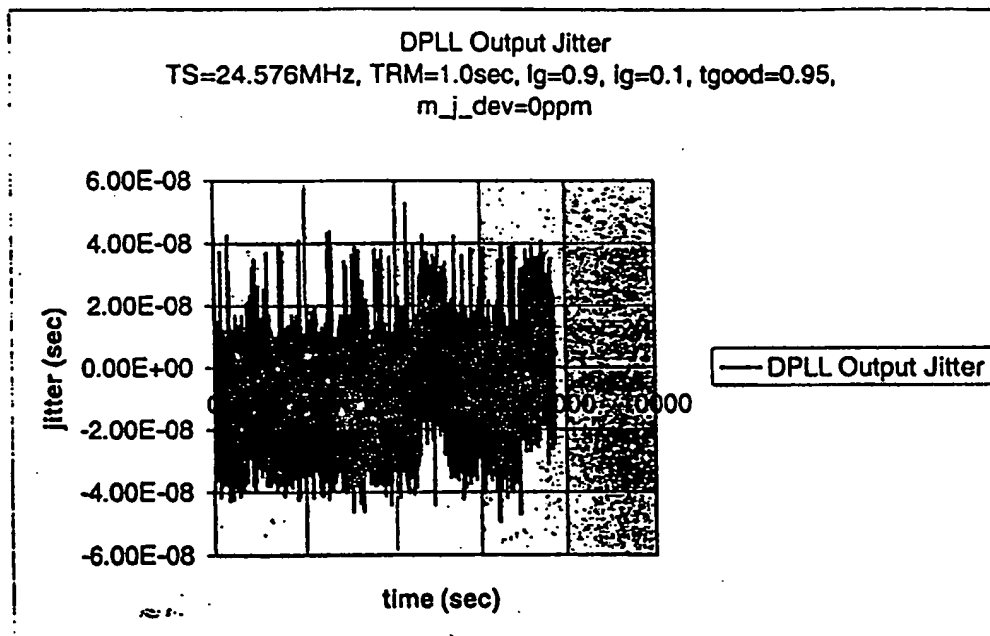 DPLL Output Jitter
TS=24.576MHz, TRM=1.0sec, lg=0.9, ig=0.1, tgood=0.95,
m_j_dev=0ppm
6.00E-08
4.00E-08
2.00E-08
0.00E+00
-2.00E-08
-4.00E-08
-6.00E-08
jitter (sec)
10000
time (sec)
DPLL Output Jitter